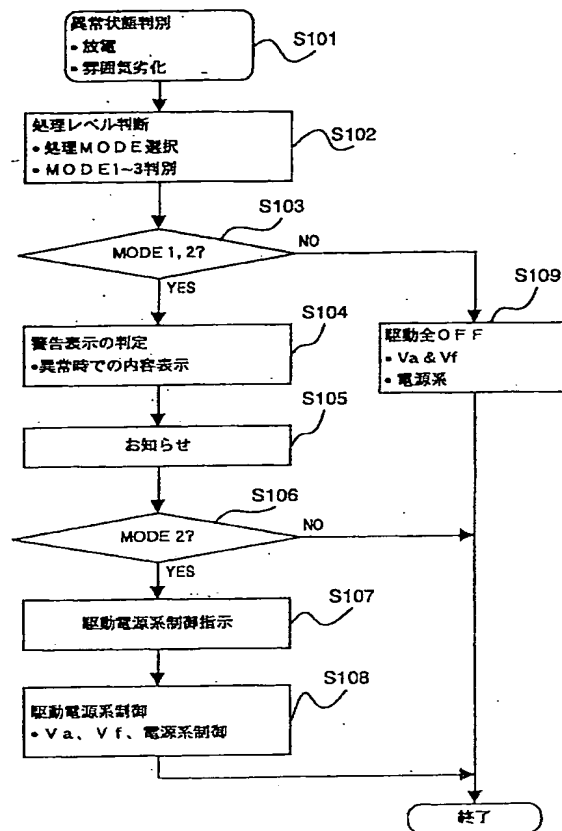 異常状態判別
•放電
•雰囲気劣化
S101
処理レベル判断
•処理MODE選択
•MODE1~3判別
S102
S103
MODE 1, 2?
NO
YES
S109
駆動全OFF
•Va & Vf
•電源系
S104
警告表示の判定
•異常時での内容表示
S105
お知らせ
S106
MODE 2?
NO
YES
S107
駆動電源系制御指示
S108
駆動電源系制御
•Va、Vf、電源系制御
終了